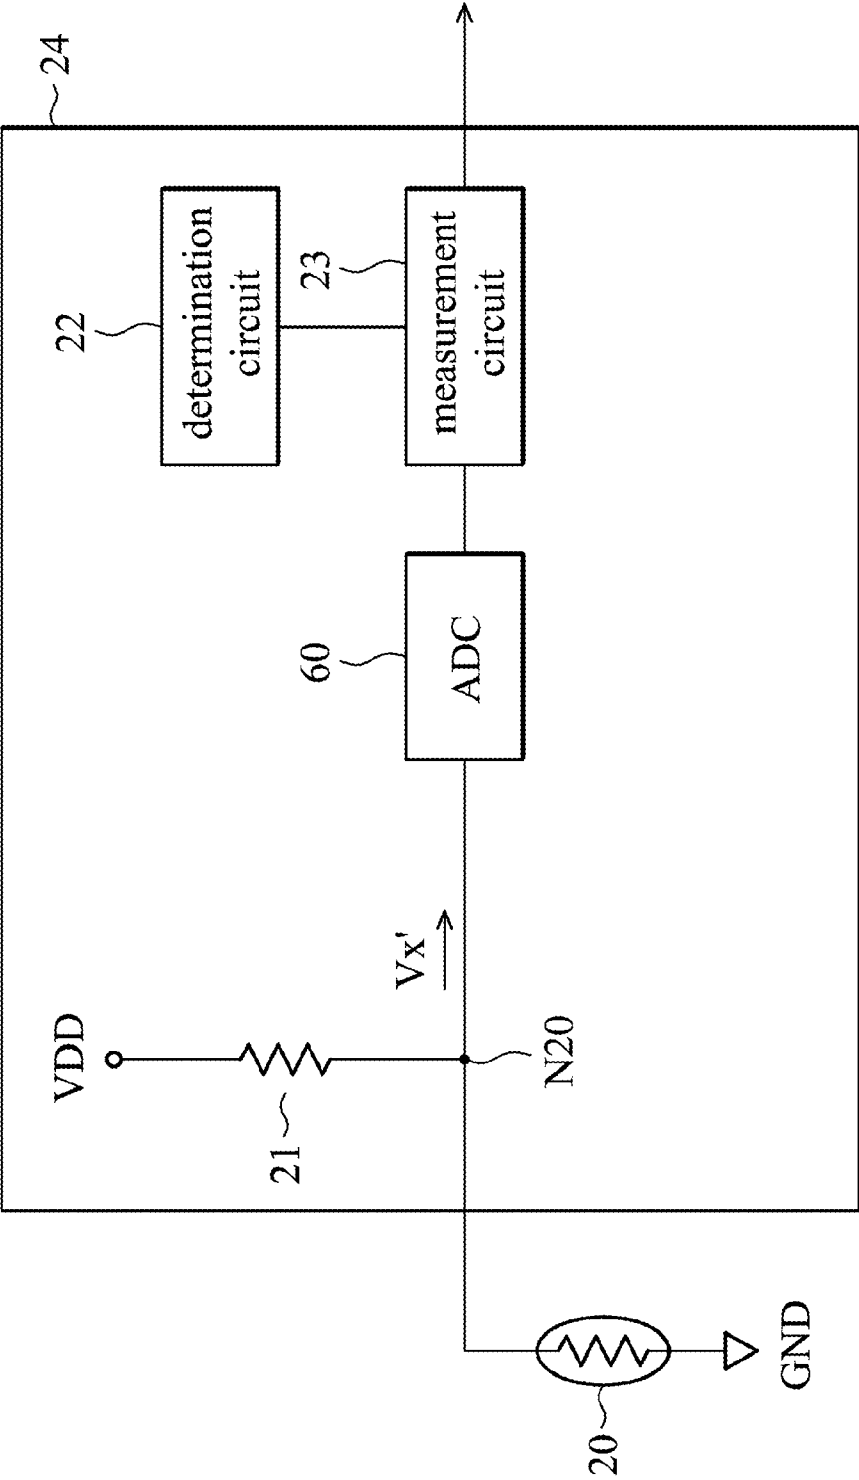 24
22
determination
circuit
23
measurement
circuit
60
ADC
VDD
21
Vx'
N20
20
GND